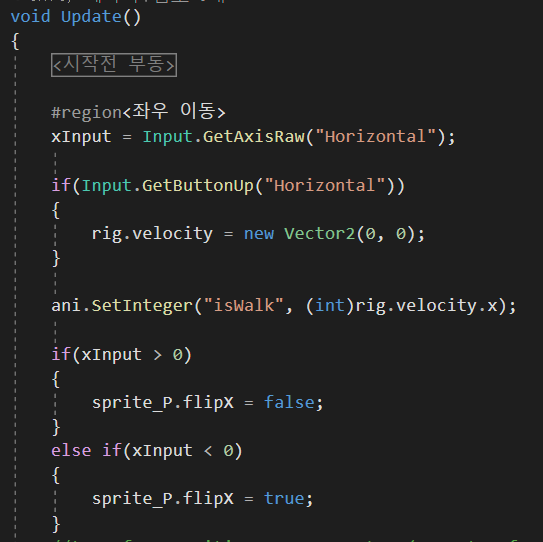 void Update()
{
<시작전 부동>
#region<좌우 이동>
xInput = Input.GetAxisRaw("Horizontal");
if(Input.GetButtonUp("Horizontal"))
{
rig.velocity = new Vector2(0, 0);
}
ani.SetInteger("isWalk", (int)rig.velocity.x);
if(xInput > 0)
{
sprite_P.flipX = false;
}
else if(xInput < 0)
{
sprite_P.flipX = true;
}